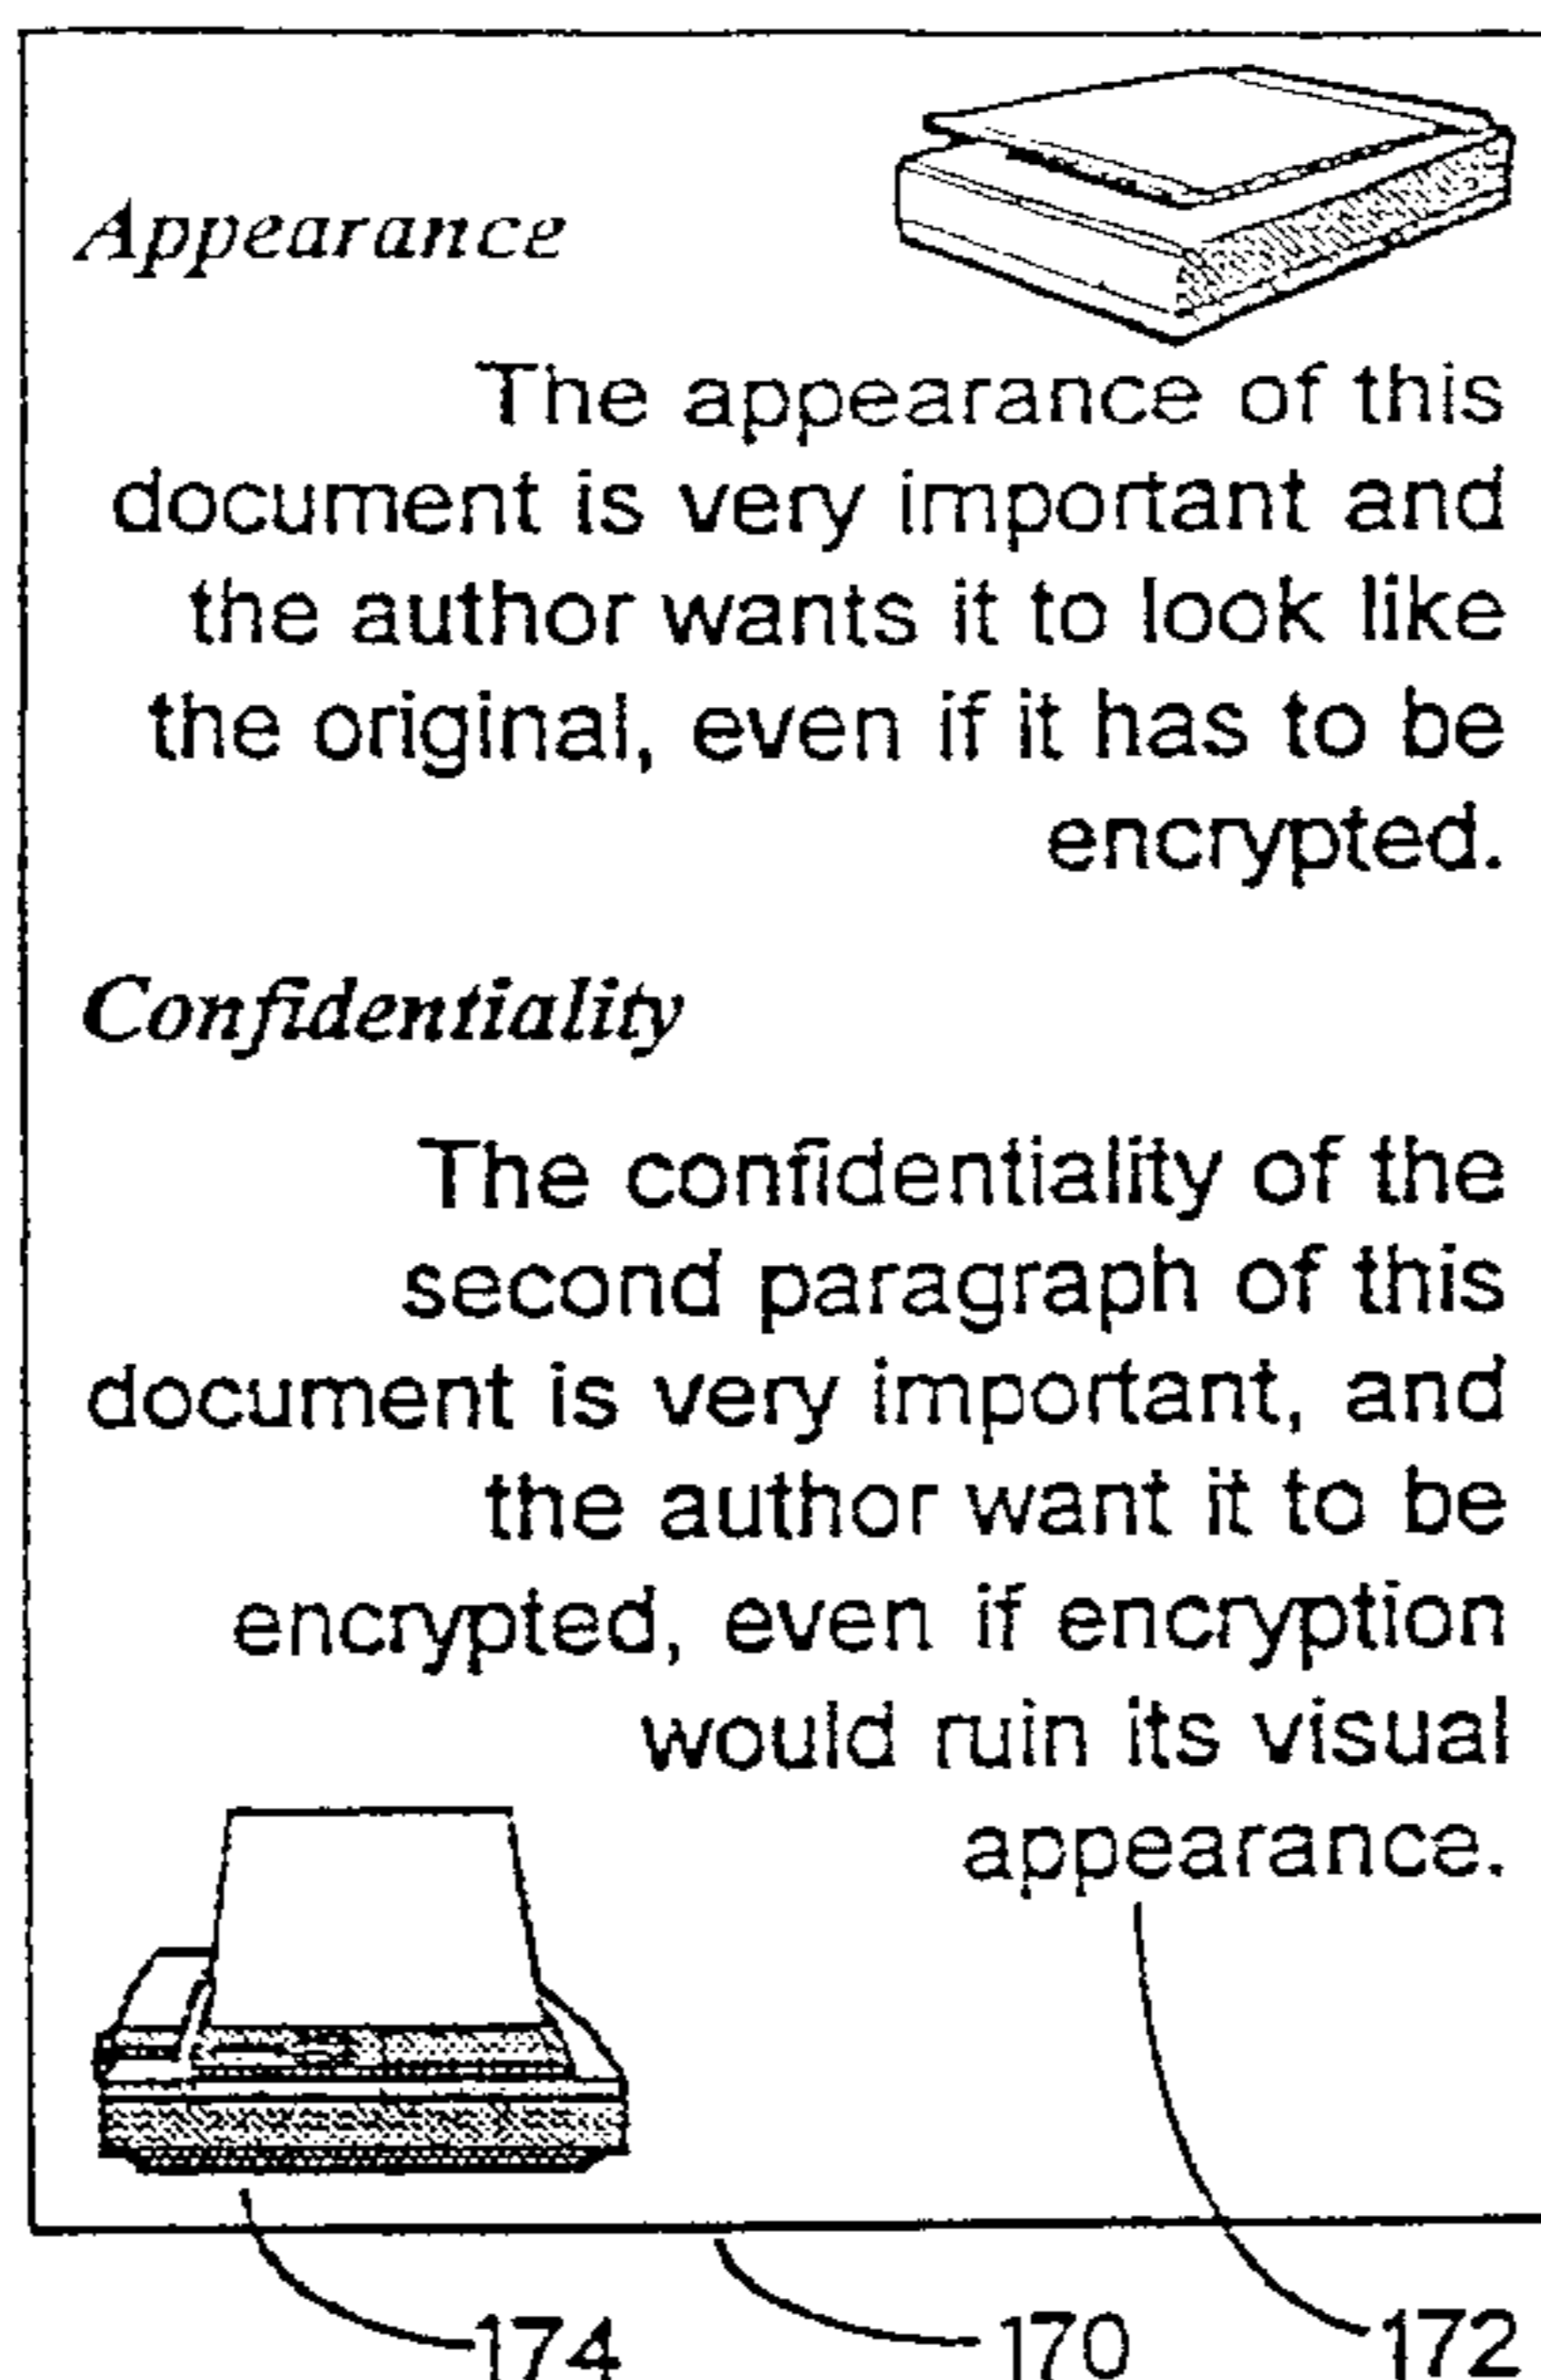 Appearance
The appearance of this
document is very important and
the author wants it to look like
the original, even if it has to be
encrypted.
Confidentiality
The confidentiality of the
second paragraph of this
document is very important, and
the author want it to be
encrypted, even if encryption
would ruin its visual
appearance.
174 170 172